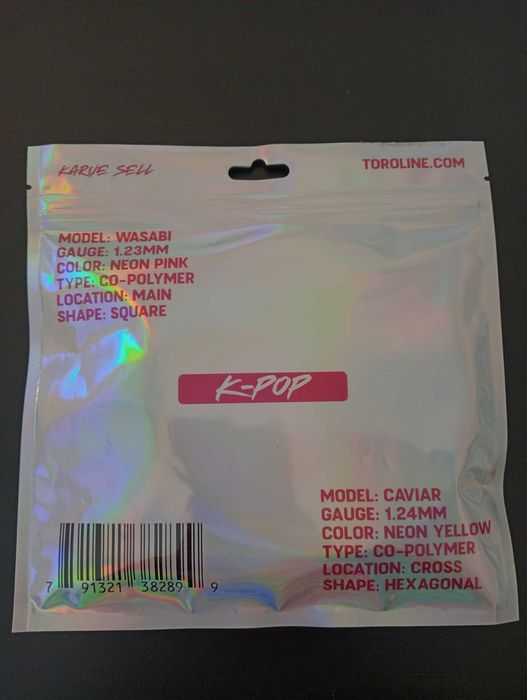 KARUE SELL
TOROLINE.COM
MODEL: WASABI
GAUGE: 1.23MM
COLOR: NEON PINK
TYPE: CO-POLYMER
LOCATION: MAIN
SHAPE: SQUARE
K-POP
MODEL: CAVIAR
GAUGE: 1.24MM
COLOR: NEON YELLOW
TYPE: CO-POLYMER
LOCATION: CROSS
SHAPE: HEXAGONAL
7 91321 38289 9